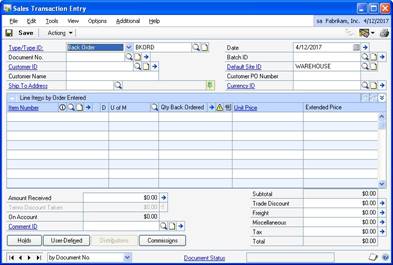 Sales Transaction Entry
File Edit Tools View Options Additional Help sa Fabrikam, Inc. 4/12/2017
Save Actions
Type/Type ID: Back Order BKORD Date 4/12/2017
Document No. Batch ID
Customer ID Default Site ID WAREHOUSE
Customer Name Customer PO Number
Ship To Address Currency ID
Line Items by Order Entered
Item Number D U of M Qty Back Ordered Unit Price Extended Price
Amount Received $0.00 Subtotal $0.00
Terms Discount Taken $0.00 Trade Discount $0.00
On Account $0.00 Freight $0.00
Comment ID Miscellaneous $0.00
Tax $0.00
Holds User-Defined Distributions Commissions Total $0.00
by Document No. Document Status